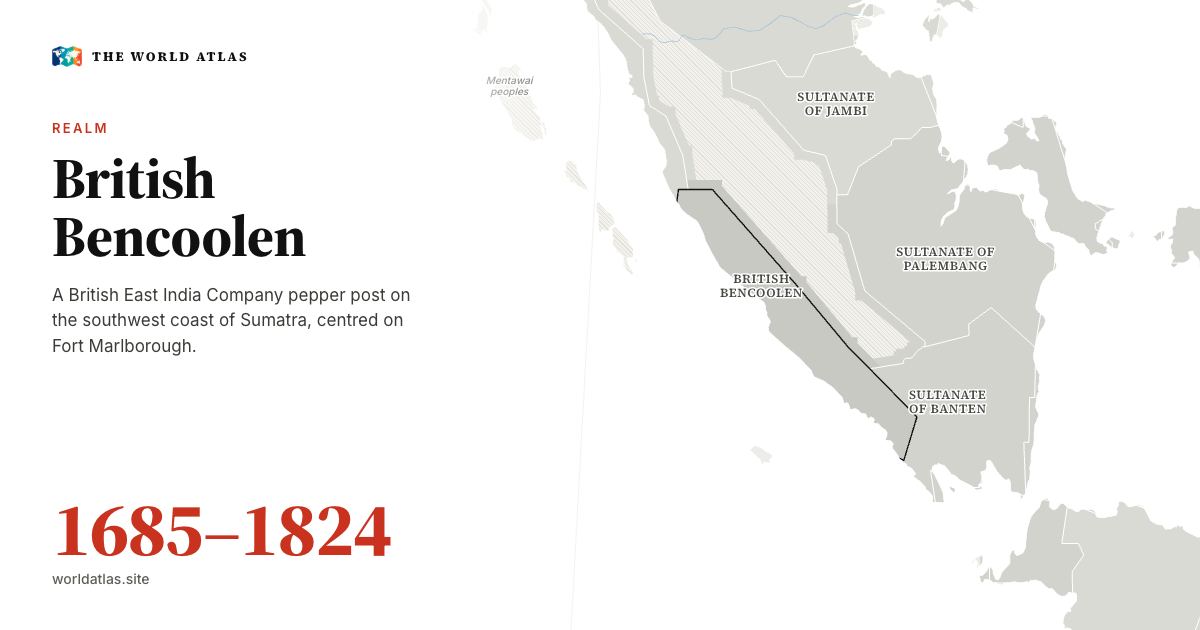 THE WORLD ATLAS
REALM
British
Bencoolen
A British East India Company pepper post on
the southwest coast of Sumatra, centred on
Fort Marlborough.
1685–1824
worldatlas.site
Mentawai
peoples
SULTANATE
OF JAMBI
SULTANATE OF
PALEMBANG
BRITISH
BENCOOLEN
SULTANATE
OF BANTEN